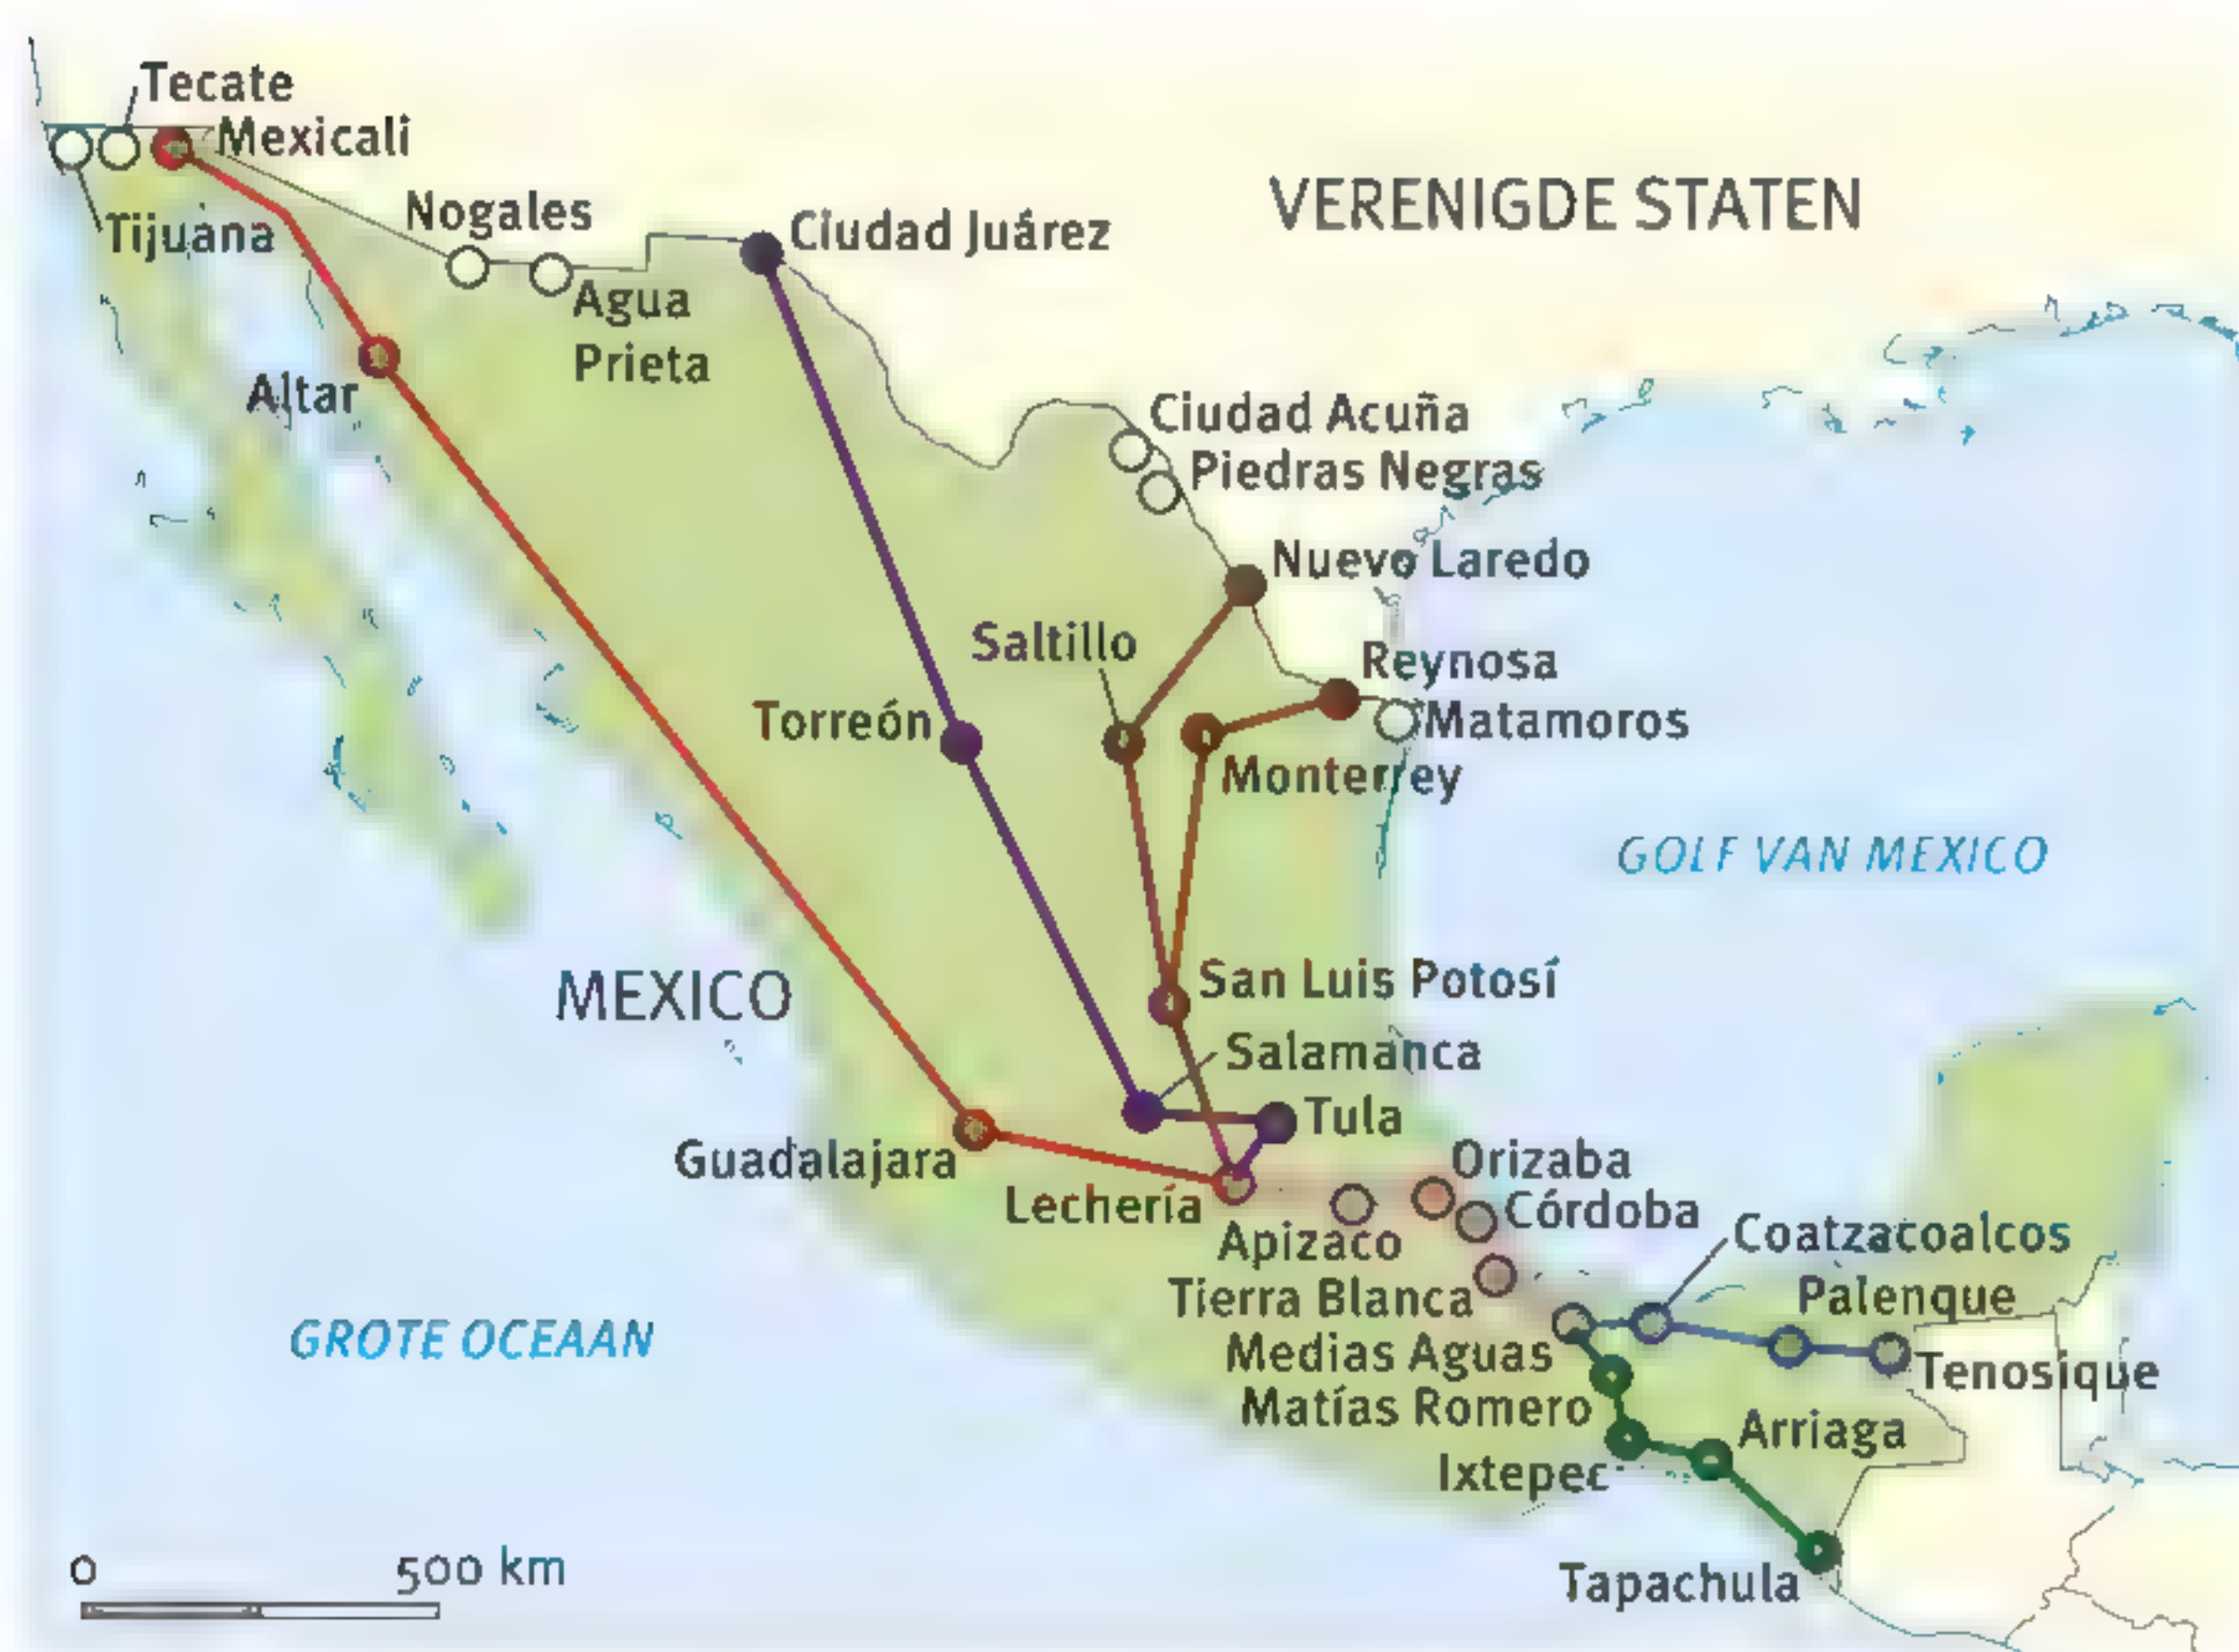 Tecate
Mexicali
Tijuana
Nogales
Agua
Prieta
Ciudad Juárez
VERENIGDE STATEN
Altar
Ciudad Acuña
Piedras Negras
Nuevo Laredo
Saltillo
Reynosa
Torreón
Matamoros
Monterrey
GOLF VAN MEXICO
MEXICO
San Luis Potosí
Salamanca
Tula
Guadalajara
Lechería
Orizaba
Córdoba
Apizaco
Coatzacoalcos
Tierra Blanca
Palenque
GROTE OCEAAN
Medias Aguas
Tenosique
Matías Romero
Arriaga
Ixtepec
Tapachula
0 500 km